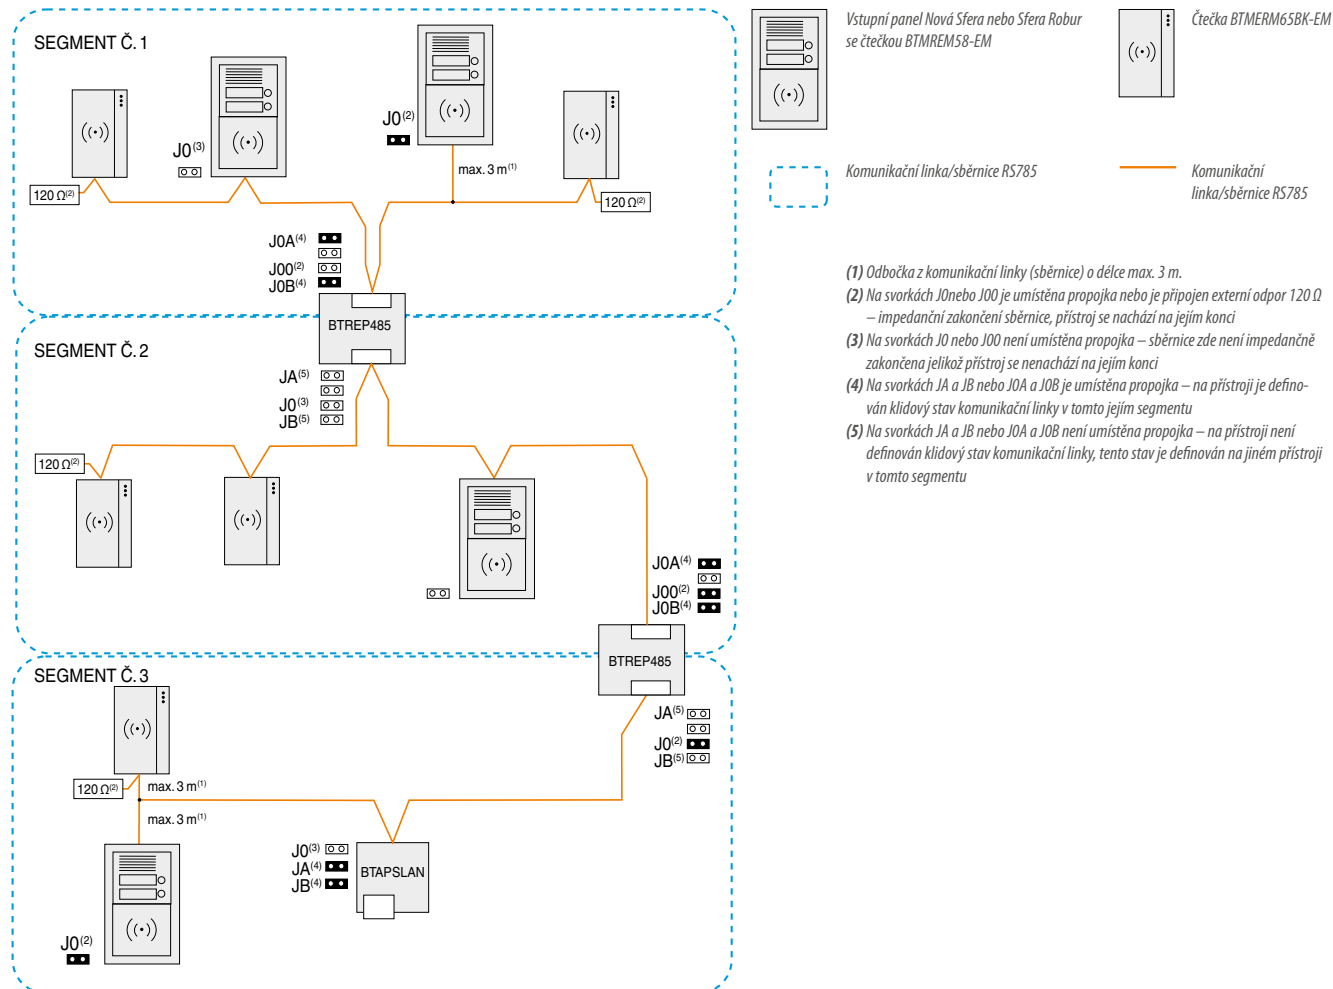 SEGMENT Č. 1
J0(2)
J0(3)
max. 3 m(1)
120 Ω(2)
120 Ω(2)
J0A(4)
J00(2)
J0B(4)
BTREP485
SEGMENT Č. 2
JA(5)
J0(3)
JB(5)
120 Ω(2)
J0A(4)
J00(2)
J0B(4)
BTREP485
SEGMENT Č. 3
JA(5)
J0(2)
JB(5)
120 Ω(2)
max. 3 m(1)
max. 3 m(1)
J0(3)
JA(4)
JB(4)
BTAPSLAN
J0(2)
Vstupní panel Nová Sfera nebo Sfera Robur
se čtečkou BTMREM58-EM
Čtečka BTMERM65BK-EM
Komunikační linka/sběrnice RS785
Komunikační
linka/sběrnice RS785
(1) Odbočka z komunikační linky (sběrnice) o délce max. 3 m.
(2) Na svorkách J0nebo J00 je umístěna propojka nebo je připojen externí odpor 120 Ω
– impedanční zakončení sběrnice, přístroj se nachází na jejím konci
(3) Na svorkách J0 nebo J00 není umístěna propojka – sběrnice zde není impedančně
zakončena jelikož přístroj se nenachází na jejím konci
(4) Na svorkách JA a JB nebo J0A a J0B je umístěna propojka – na přístroji je defino-
ván klidový stav komunikační linky v tomto jejím segmentu
(5) Na svorkách JA a JB nebo J0A a J0B není umístěna propojka – na přístroji není
definován klidový stav komunikační linky, tento stav je definován na jiném přístroji
v tomto segmentu